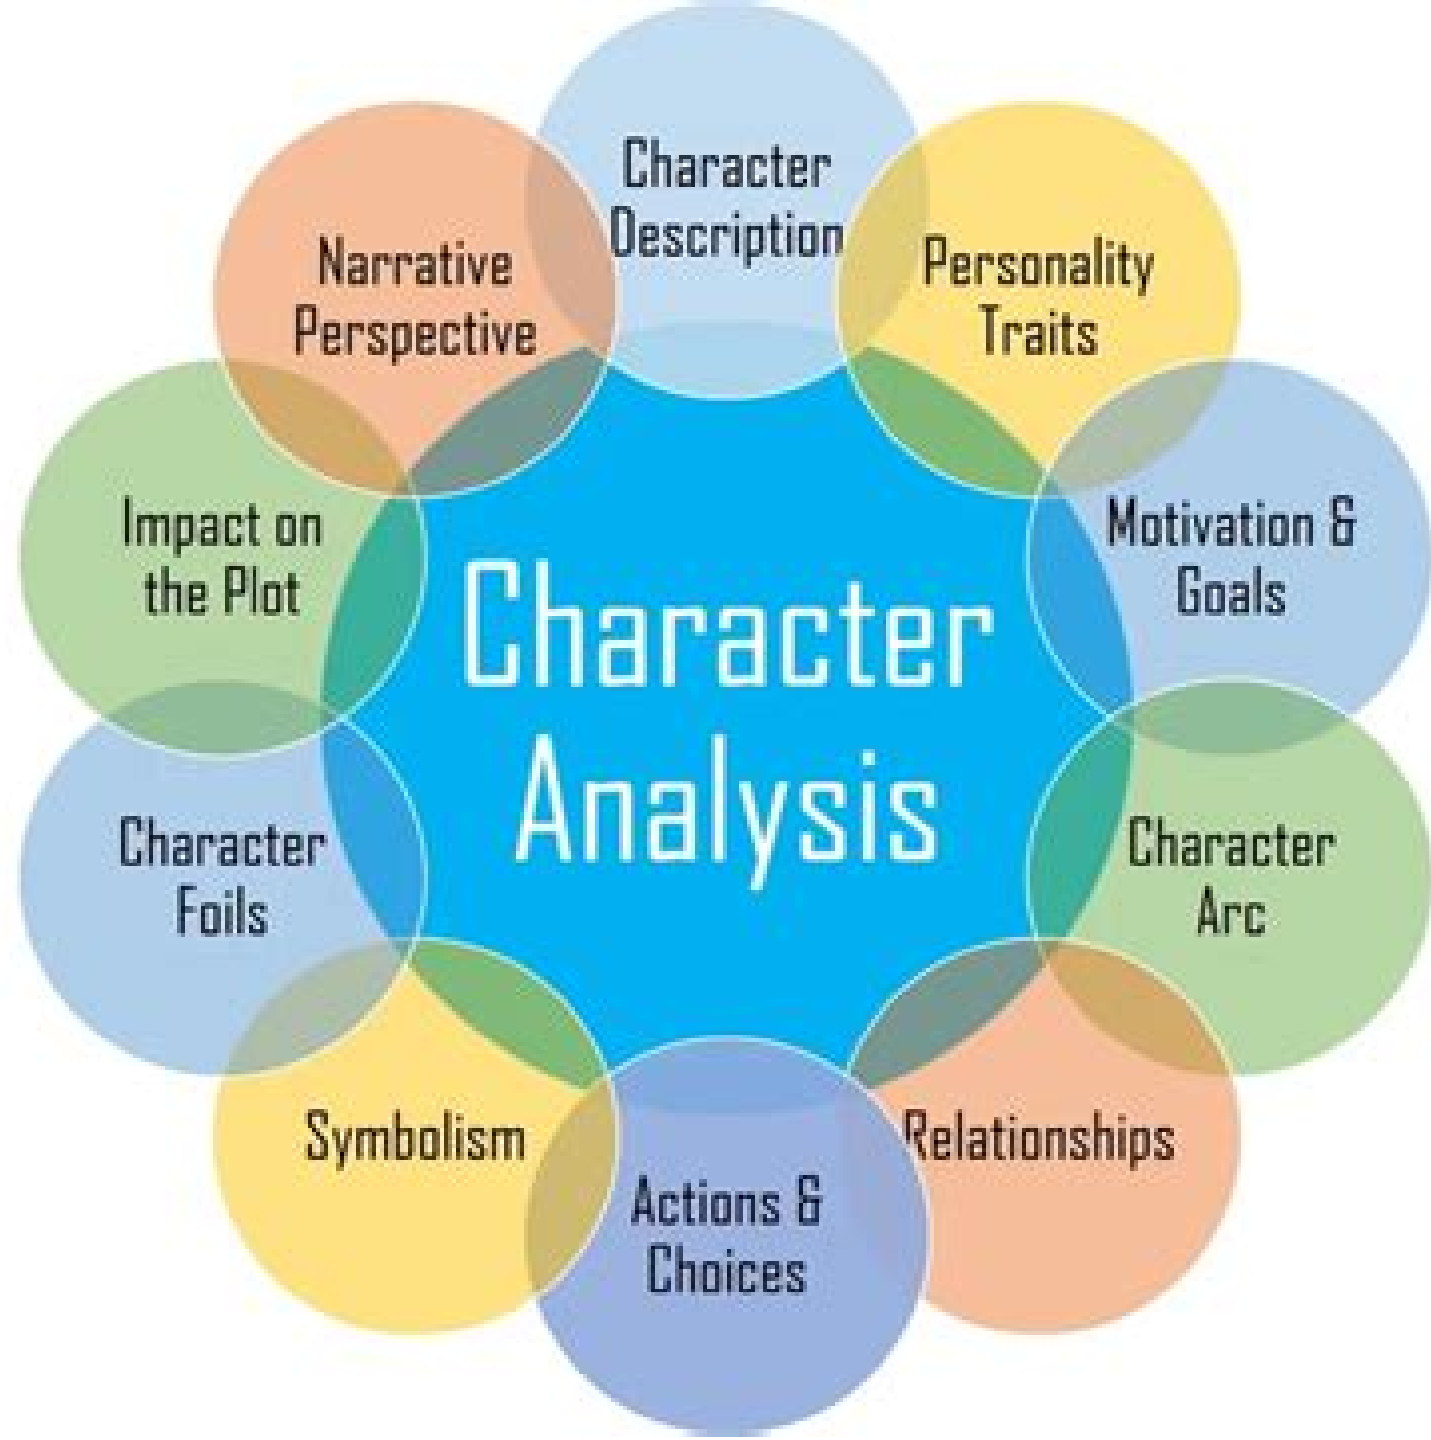 Character
Description
Personality
Traits
Motivation &
Goals
Character
Arc
Relationships
Actions &
Choices
Symbolism
Character
Foils
Impact on
the Plot
Narrative
Perspective
Character
Analysis